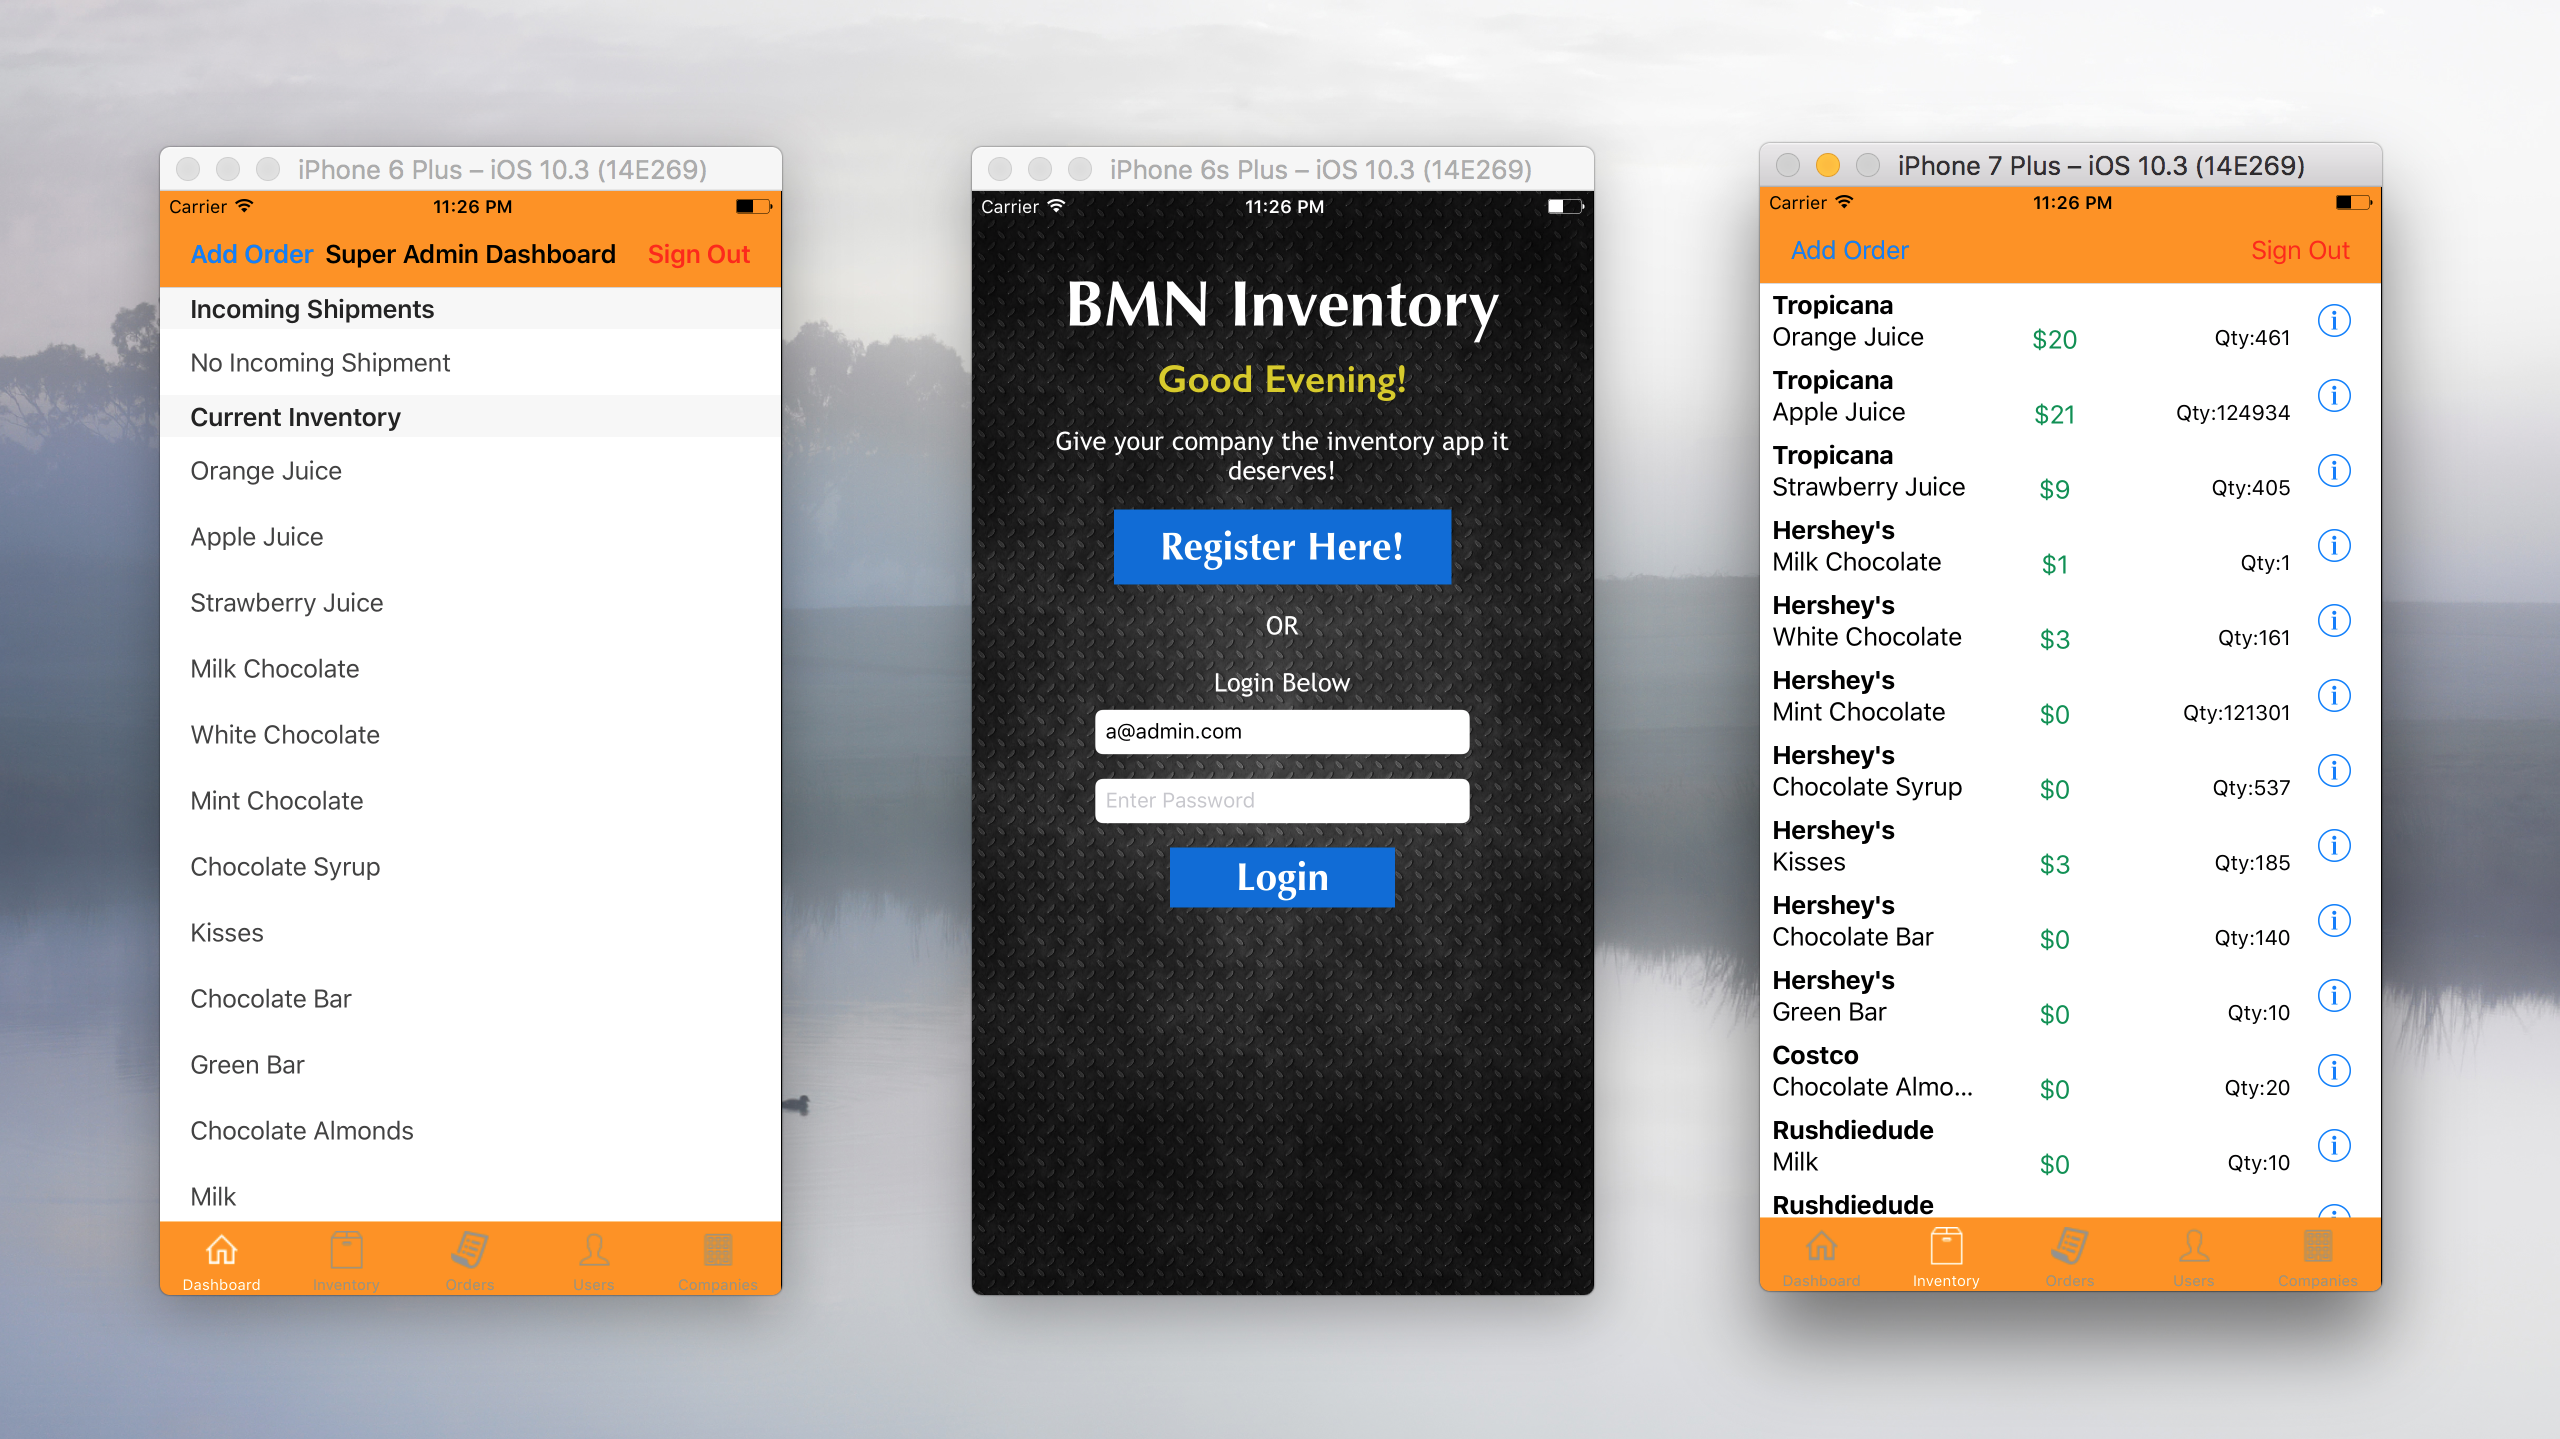 iPhone 6 Plus – iOS 10.3 (14E269)
Carrier
11:26 PM
Add Order
Super Admin Dashboard
Sign Out
Incoming Shipments
No Incoming Shipment
Current Inventory
Orange Juice
Apple Juice
Strawberry Juice
Milk Chocolate
White Chocolate
Mint Chocolate
Chocolate Syrup
Kisses
Chocolate Bar
Green Bar
Chocolate Almonds
Milk
Dashboard
Inventory
Orders
Users
Companies
iPhone 6s Plus – iOS 10.3 (14E269)
Carrier
11:26 PM
BMN Inventory
Good Evening!
Give your company the inventory app it
deserves!
Register Here!
OR
Login Below
a@admin.com
Enter Password
Login
iPhone 7 Plus – iOS 10.3 (14E269)
Carrier
11:26 PM
Add Order
Sign Out
Tropicana
Orange Juice $20 Qty:461
Tropicana
Apple Juice $21 Qty:124934
Tropicana
Strawberry Juice $9 Qty:405
Hershey's
Milk Chocolate $1 Qty:1
Hershey's
White Chocolate $3 Qty:161
Hershey's
Mint Chocolate $0 Qty:121301
Hershey's
Chocolate Syrup $0 Qty:537
Hershey's
Kisses $3 Qty:185
Hershey's
Chocolate Bar $0 Qty:140
Hershey's
Green Bar $0 Qty:10
Costco
Chocolate Almo... $0 Qty:20
Rushdiedude
Milk $0 Qty:10
Rushdiedude
Dashboard
Inventory
Orders
Users
Companies